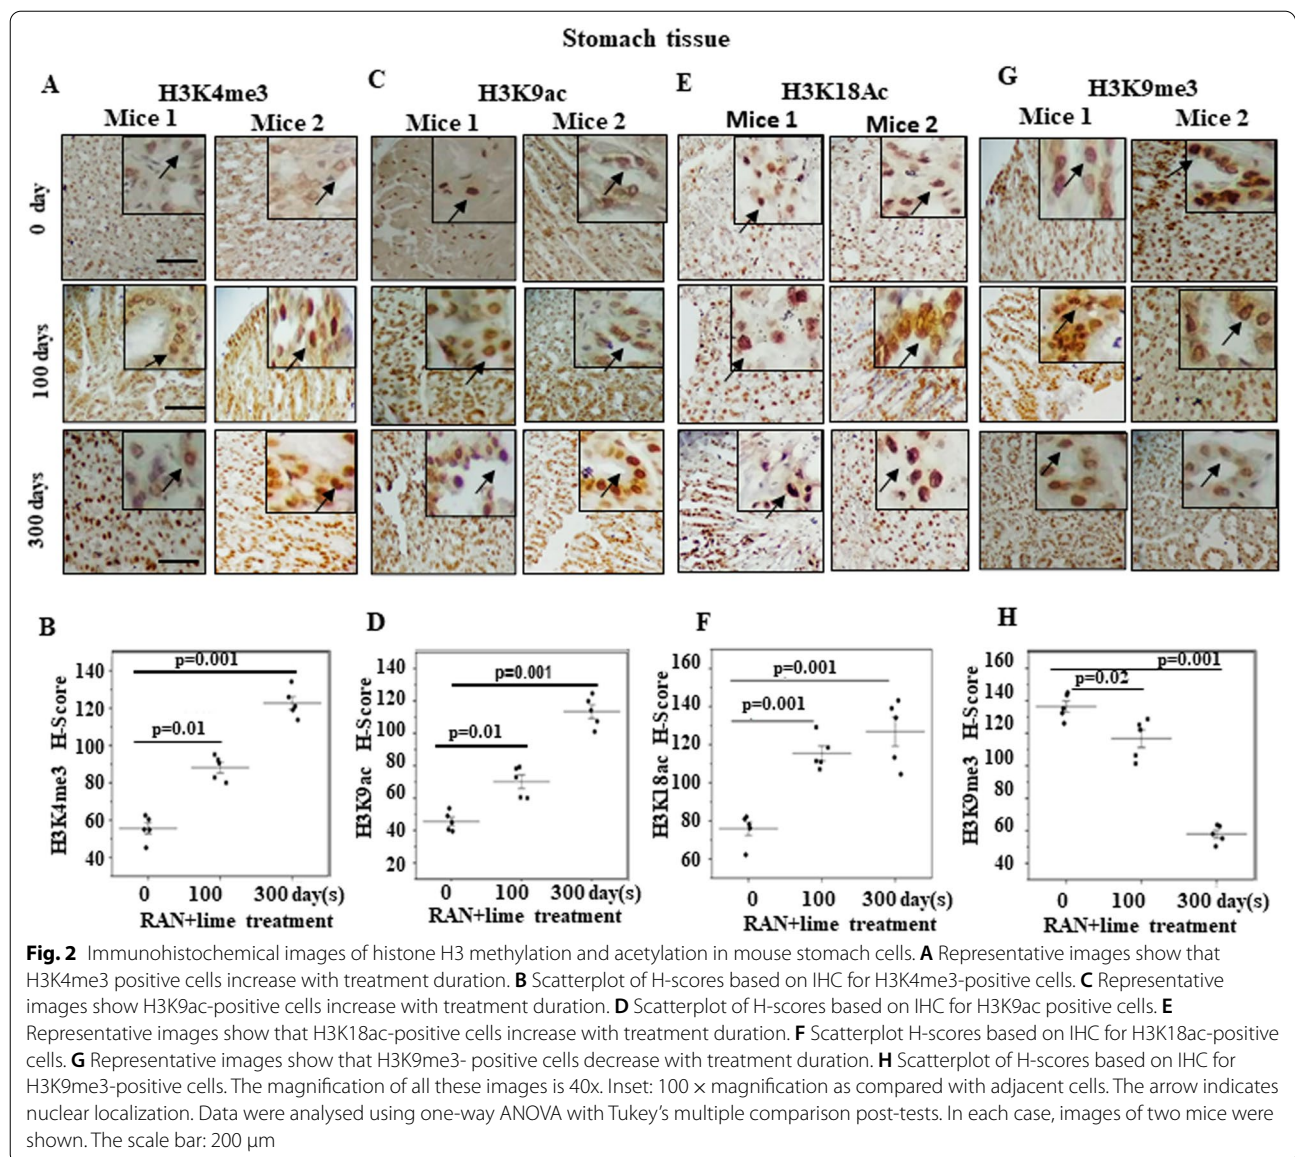 Stomach tissue
A
H3K4me3
Mice 1 Mice 2
C
H3K9ac
Mice 1 Mice 2
E
H3K18Ac
Mice 1 Mice 2
G
H3K9me3
Mice 1 Mice 2
0 day
100 days
300 days
B
H3K4me3 H-Score
140
120
100
80
60
40
p=0.001
p=0.01
0 100 300 day(s)
RAN+lime treatment
D
H3K9ac H-Score
140
120
100
80
60
40
20
p=0.001
p=0.01
0 100 300 day(s)
RAN+lime treatment
F
H3K18ac H-Score
160
140
120
100
80
60
p=0.001
p=0.001
0 100 300 day(s)
RAN+lime treatment
H
H3K9me3 H-Score
160
140
120
100
80
60
40
p=0.001
p=0.02
0 100 300 day(s)
RAN+lime treatment
Fig. 2 Immunohistochemical images of histone H3 methylation and acetylation in mouse stomach cells. A Representative images show that
H3K4me3 positive cells increase with treatment duration. B Scatterplot of H-scores based on IHC for H3K4me3-positive cells. C Representative
images show H3K9ac-positive cells increase with treatment duration. D Scatterplot of H-scores based on IHC for H3K9ac positive cells. E
Representative images show that H3K18ac-positive cells increase with treatment duration. F Scatterplot H-scores based on IHC for H3K18ac-positive
cells. G Representative images show that H3K9me3- positive cells decrease with treatment duration. H Scatterplot of H-scores based on IHC for
H3K9me3-positive cells. The magnification of all these images is 40x. Inset: 100 × magnification as compared with adjacent cells. The arrow indicates
nuclear localization. Data were analysed using one-way ANOVA with Tukey's multiple comparison post-tests. In each case, images of two mice were
shown. The scale bar: 200 μm